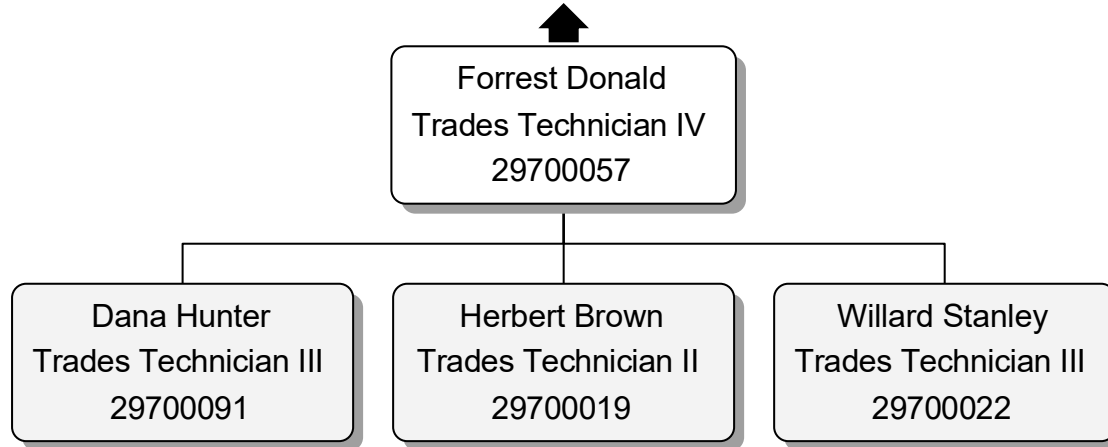 Forrest Donald
Trades Technician IV
29700057
Dana Hunter
Trades Technician III
29700091
Herbert Brown
Trades Technician II
29700019
Willard Stanley
Trades Technician III
29700022